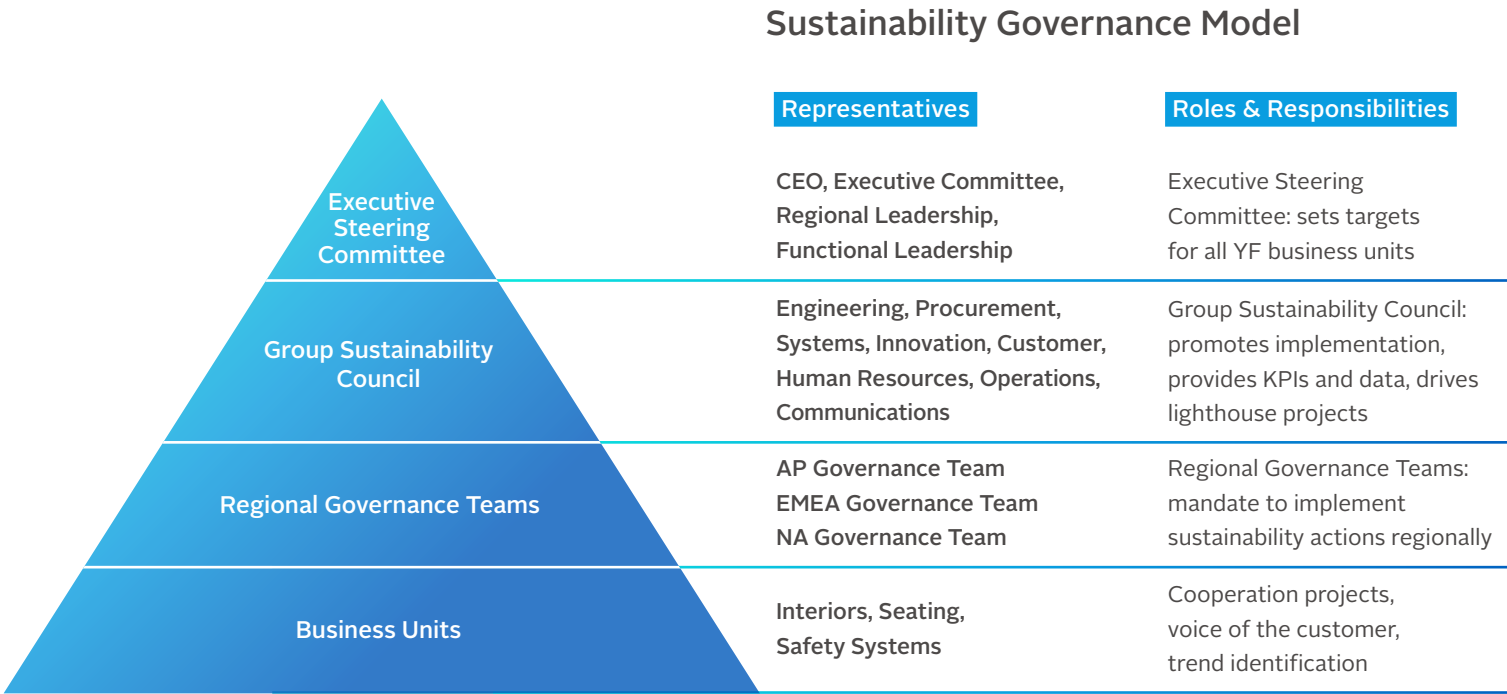 Sustainability Governance Model
Representatives
Roles & Responsibilities
Executive
Steering
Committee
CEO, Executive Committee,
Regional Leadership,
Functional Leadership
Executive Steering
Committee: sets targets
for all YF business units
Group Sustainability
Council
Engineering, Procurement,
Systems, Innovation, Customer,
Human Resources, Operations,
Communications
Group Sustainability Council:
promotes implementation,
provides KPIs and data, drives
lighthouse projects
Regional Governance Teams
AP Governance Team
EMEA Governance Team
NA Governance Team
Regional Governance Teams:
mandate to implement
sustainability actions regionally
Business Units
Interiors, Seating,
Safety Systems
Cooperation projects,
voice of the customer,
trend identification